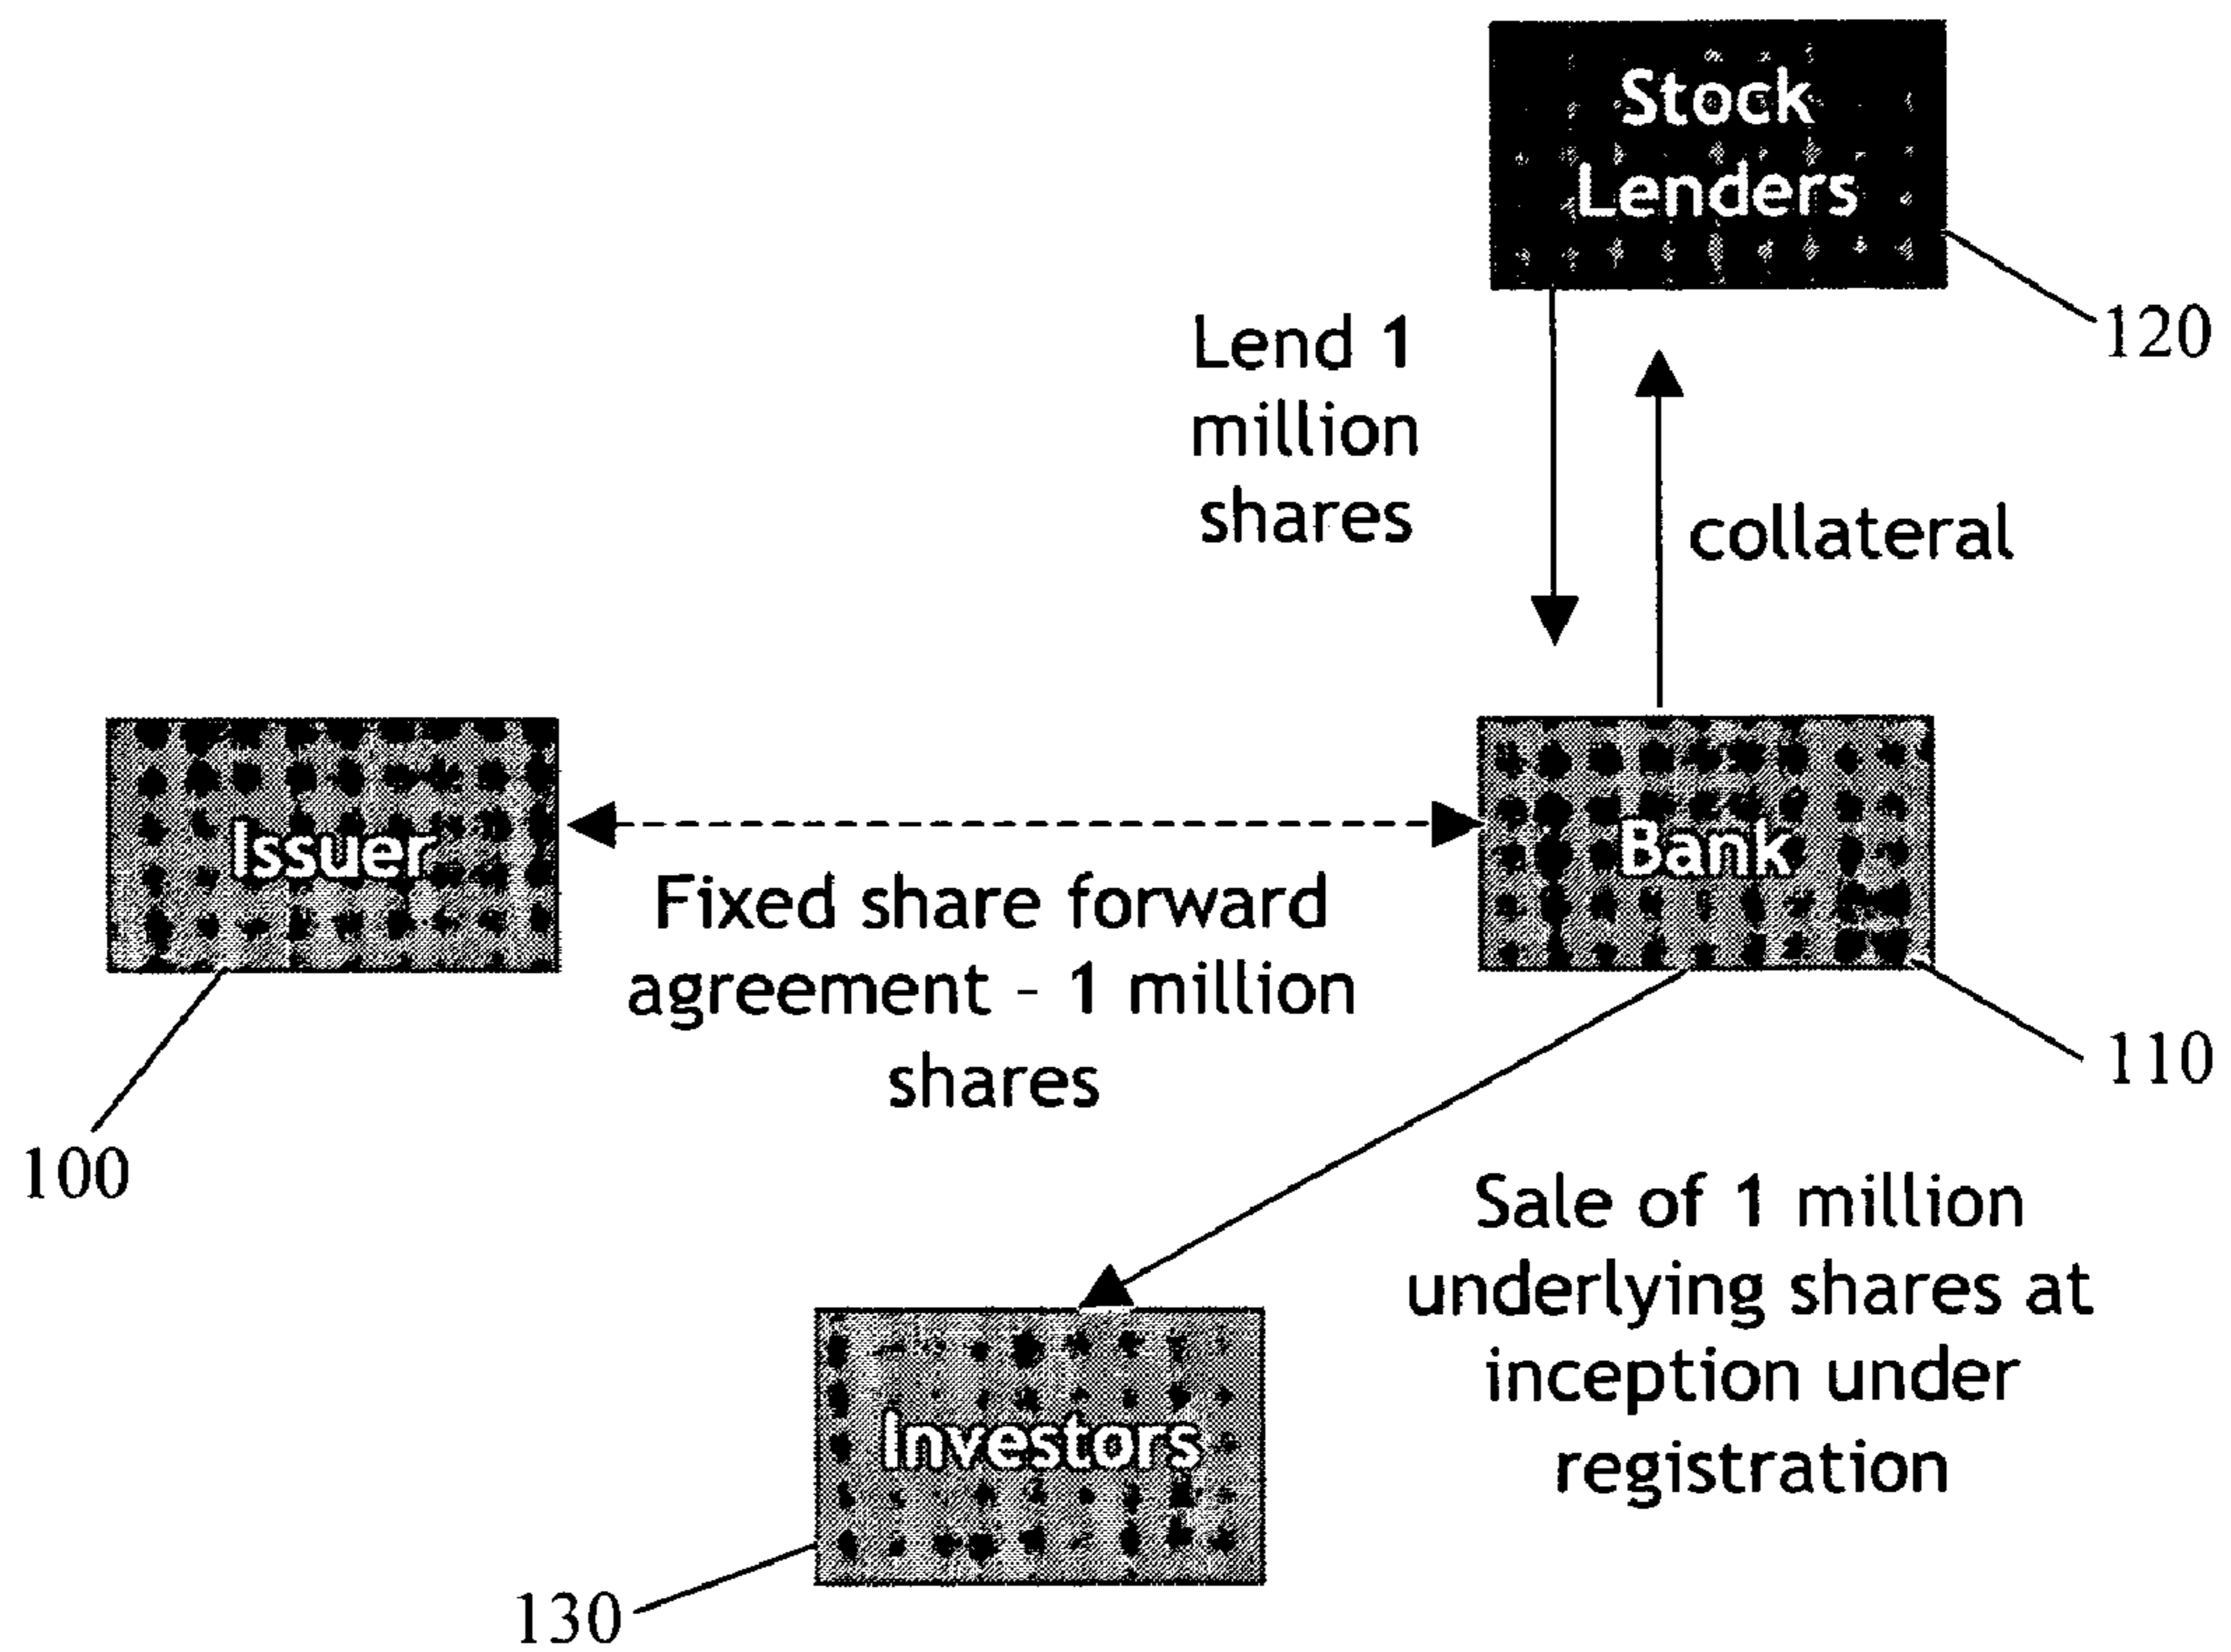 Stock
Lenders
120
Lend 1
million
shares
collateral
Issuer
Bank
Fixed share forward
agreement – 1 million
shares
100
110
Sale of 1 million
underlying shares at
inception under
registration
Investors
130